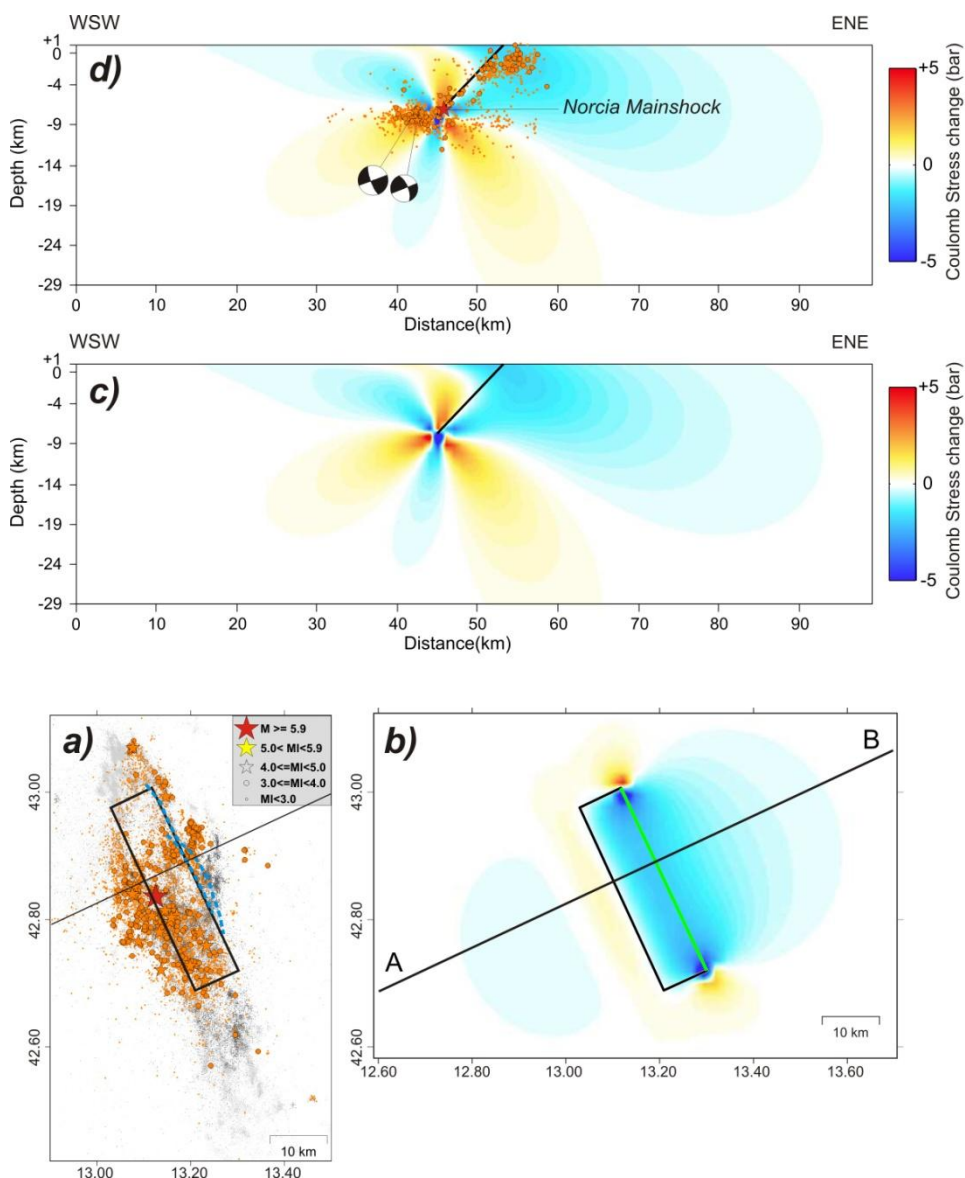 WSW ENE
d)
+1
0
-4
-9
-14
-19
-24
-29
Depth (km)
Norcia Mainshock
0 10 20 30 40 50 60 70 80 90
Distance(km)
+5
0
-5
Coulomb Stress change (bar)
WSW ENE
c)
+1
0
-4
-9
-14
-19
-24
-29
Depth (km)
0 10 20 30 40 50 60 70 80 90
Distance(km)
+5
0
-5
Coulomb Stress change (bar)
a)
M >= 5.9
5.0< Ml<5.9
4.0<=Ml<5.0
3.0<=Ml<4.0
Ml<3.0
43.00
42.80
42.60
10 km
13.00 13.20 13.40
b)
B
A
43.00
42.80
42.60
10 km
12.60 12.80 13.00 13.20 13.40 13.60